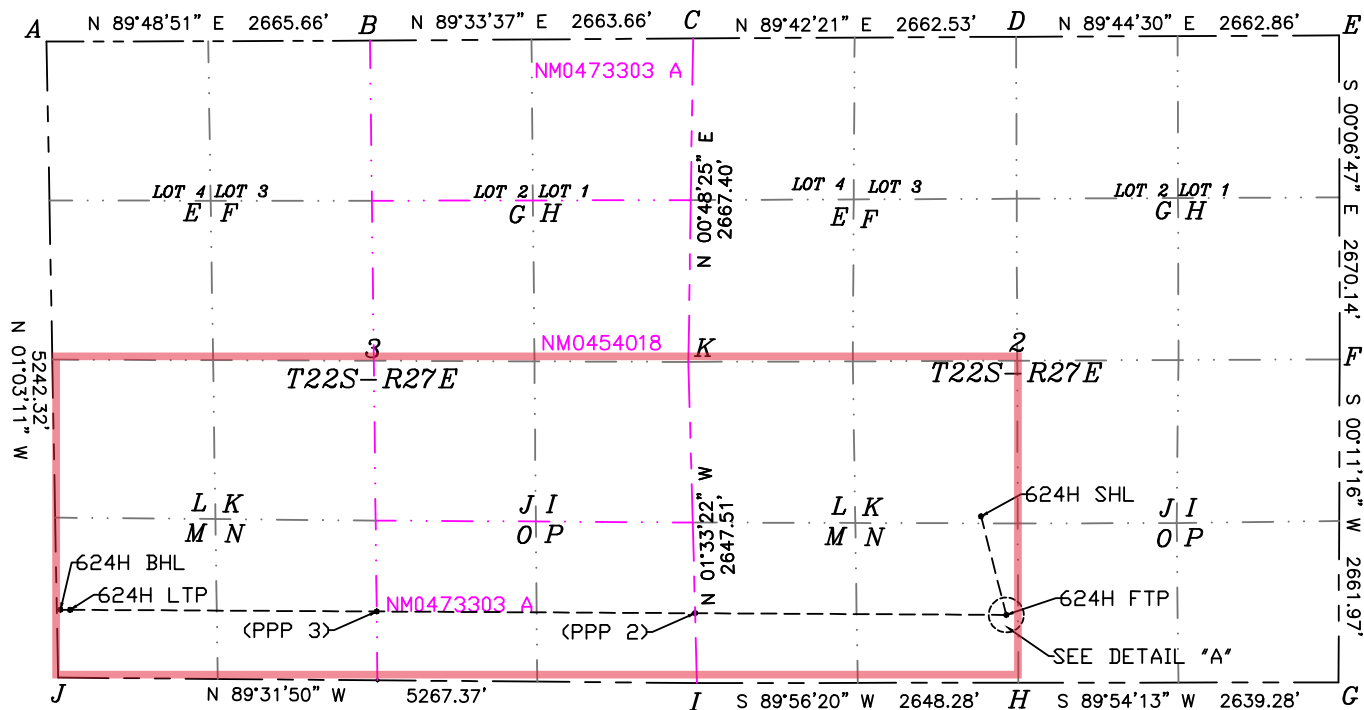 A
N 89°48'51" E 2665.66'
B
N 89°33'37" E 2663.66'
C
N 89°42'21" E 2662.53'
D
N 89°44'30" E 2662.86'
E
NM0473303 A
S 00°06'47" E 2670.14'
N 00°48'25" E
2667.40'
LOT 4 LOT 3
E F
LOT 2 LOT 1
G H
LOT 4 LOT 3
E F
LOT 2 LOT 1
G H
N 01°03'11" W
5242.32'
3
T22S-R27E
NM0454018
K
2
T22S-R27E
F
S 00°11'16" W 2661.97'
N 01°33'22" W
2647.51'
L K
M N
J I
O P
L K
M N
J I
O P
624H SHL
624H BHL
624H LTP
NM0473303 A
(PPP 3)
(PPP 2)
624H FTP
SEE DETAIL "A"
J
N 89°31'50" W 5267.37'
I
S 89°56'20" W 2648.28'
H
S 89°54'13" W 2639.28'
G